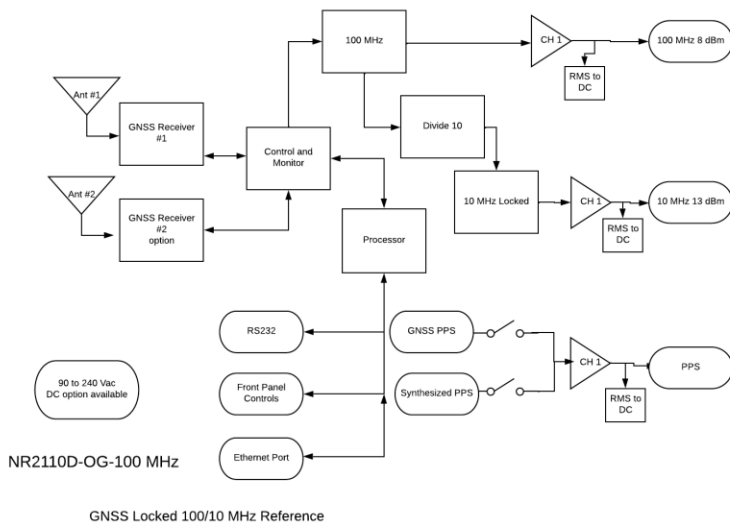 100 MHz
CH 1
100 MHz 8 dBm
RMS to
DC
Ant #1
GNSS Receiver
#1
Control and
Monitor
Divide 10
Ant #2
GNSS Receiver
#2
option
10 MHz Locked
CH 1
10 MHz 13 dBm
RMS to
DC
Processor
RS232
GNSS PPS
CH 1
PPS
RMS to
DC
90 to 240 Vac
DC option available
Front Panel
Controls
Synthesized PPS
Ethernet Port
NR2110D-OG-100 MHz
GNSS Locked 100/10 MHz Reference